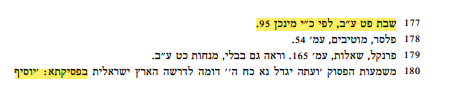 177 שבת פט ע״ב, לפי כ״י מינכן 95.
178 פלסר, מוטיבים, עמ׳ 54.
179 פרנקל, שאלות, עמ׳ 165. וראה גם בבלי, מנחות כט ע״ב.
180 משמעות הפסוק ״ועתה יגדל נא כח ה׳״ דומה לדרשה הארץ ישראלית בפסיקתא: ״יוסיף